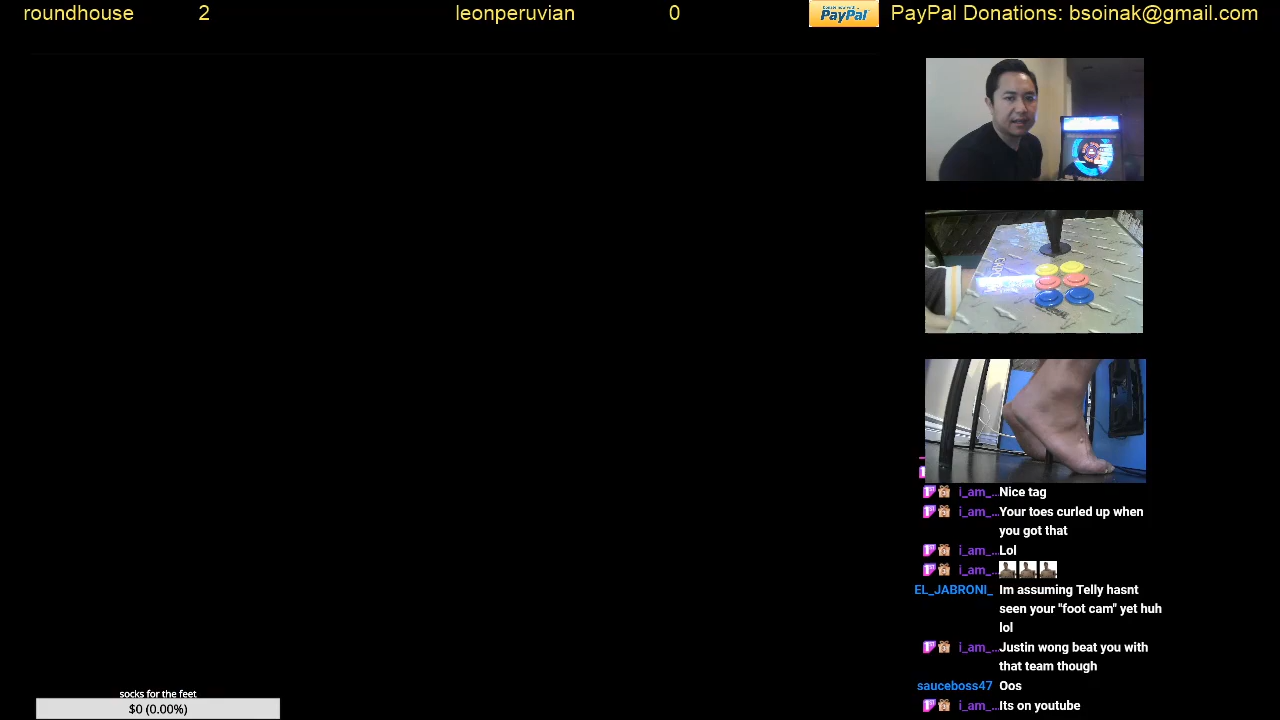 roundhouse 2 leonperuvian 0 PayPal PayPal Donations: bsoinak@gmail.com
i_am_... Nice tag
i_am_... Your toes curled up when
you got that
i_am_... Lol
i_am_...
EL_JABRONI_ Im assuming Telly hasnt
seen your "foot cam" yet huh
lol
i_am_... Justin wong beat you with
that team though
sauceboss47 Oos
i_am_... Its on youtube
socks for the feet
$0 (0.00%)